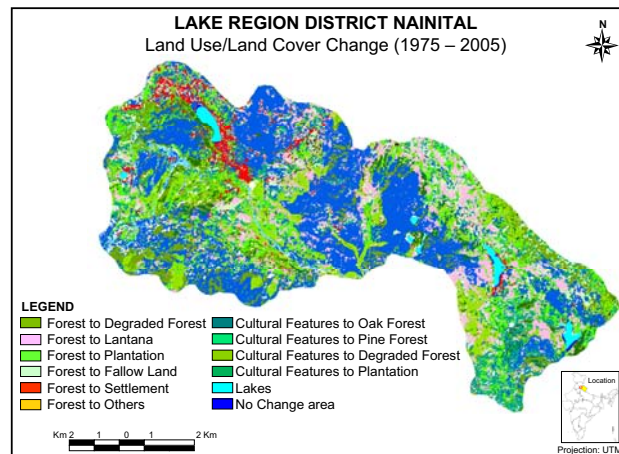 LAKE REGION DISTRICT NAINITAL
Land Use/Land Cover Change (1975 – 2005)
N
LEGEND
Forest to Degraded Forest
Forest to Lantana
Forest to Plantation
Forest to Fallow Land
Forest to Settlement
Forest to Others
Cultural Features to Oak Forest
Cultural Features to Pine Forest
Cultural Features to Degraded Forest
Cultural Features to Plantation
Lakes
No Change area
Km 2 1 0 1 2 Km
Location
Projection: UTM